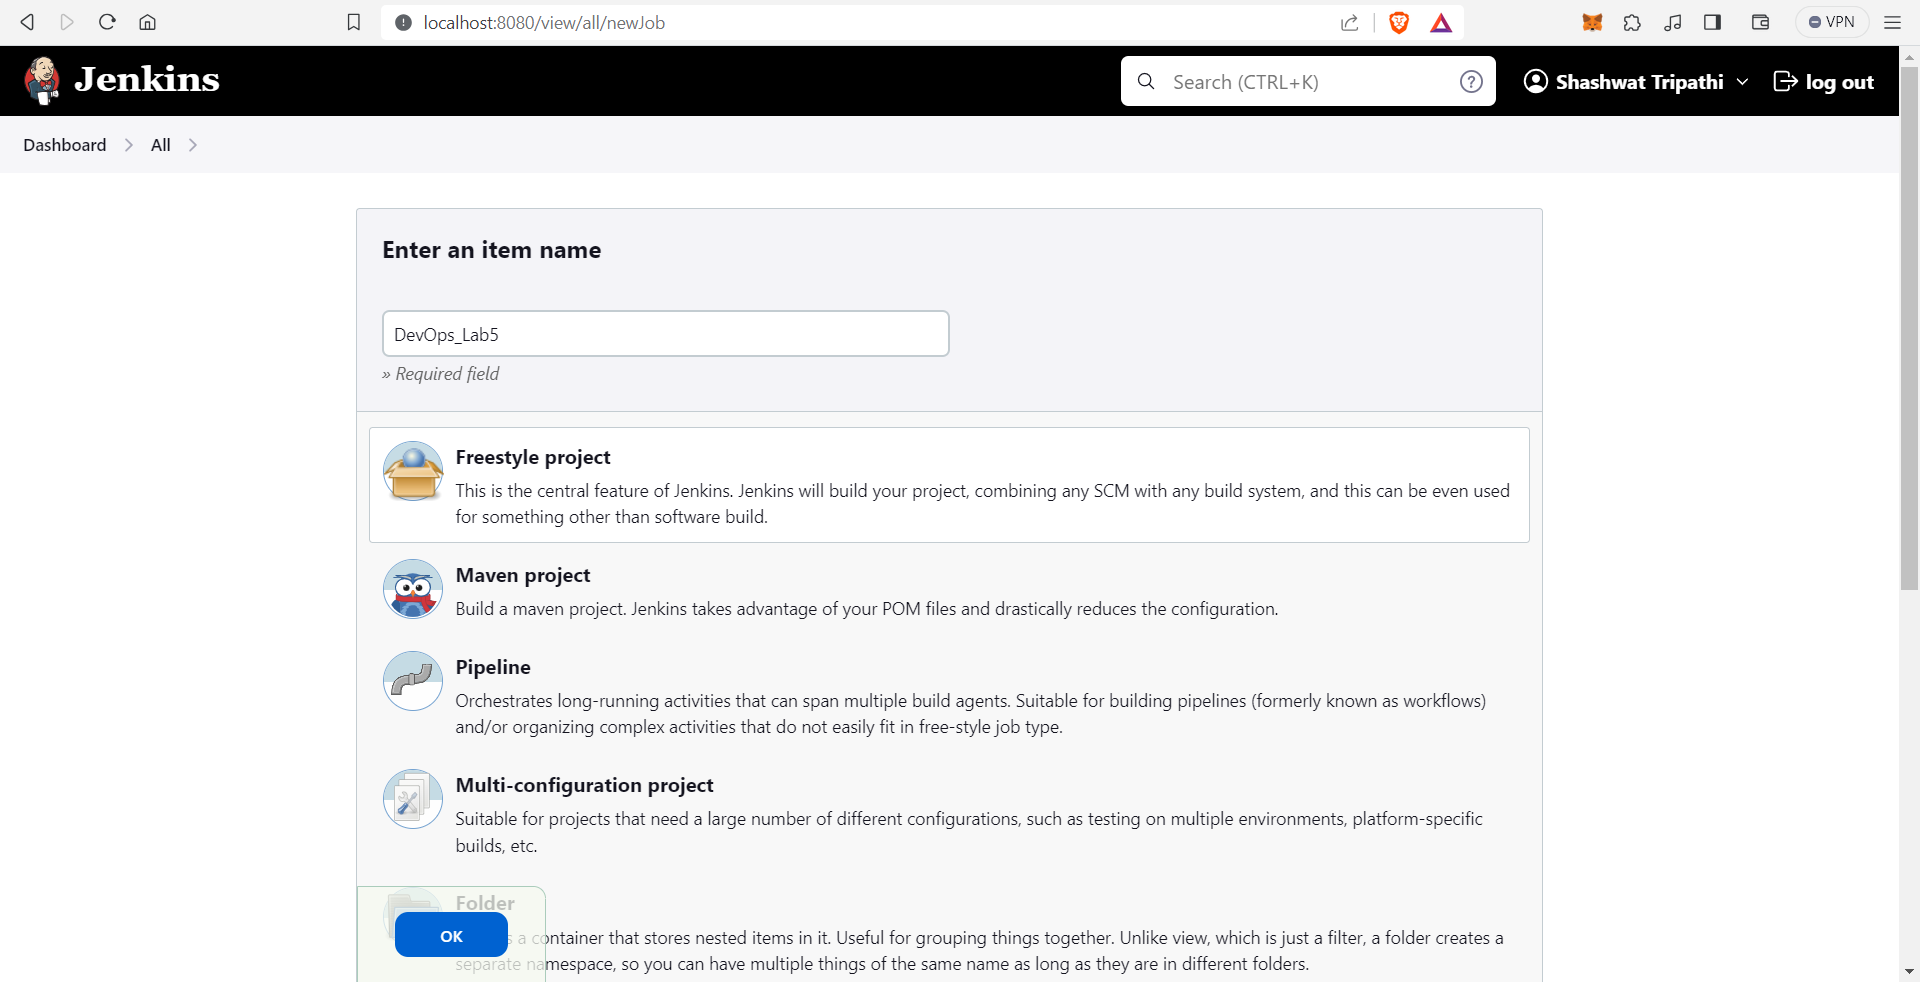 localhost:8080/view/all/newJob
VPN
Jenkins
Search (CTRL+K)
Shashwat Tripathi
log out
Dashboard
All
Enter an item name
DevOps_Lab5
» Required field
Freestyle project
This is the central feature of Jenkins. Jenkins will build your project, combining any SCM with any build system, and this can be even used
for something other than software build.
Maven project
Build a maven project. Jenkins takes advantage of your POM files and drastically reduces the configuration.
Pipeline
Orchestrates long-running activities that can span multiple build agents. Suitable for building pipelines (formerly known as workflows)
and/or organizing complex activities that do not easily fit in free-style job type.
Multi-configuration project
Suitable for projects that need a large number of different configurations, such as testing on multiple environments, platform-specific
builds, etc.
Folder
OK
a container that stores nested items in it. Useful for grouping things together. Unlike view, which is just a filter, a folder creates a
separate namespace, so you can have multiple things of the same name as long as they are in different folders.